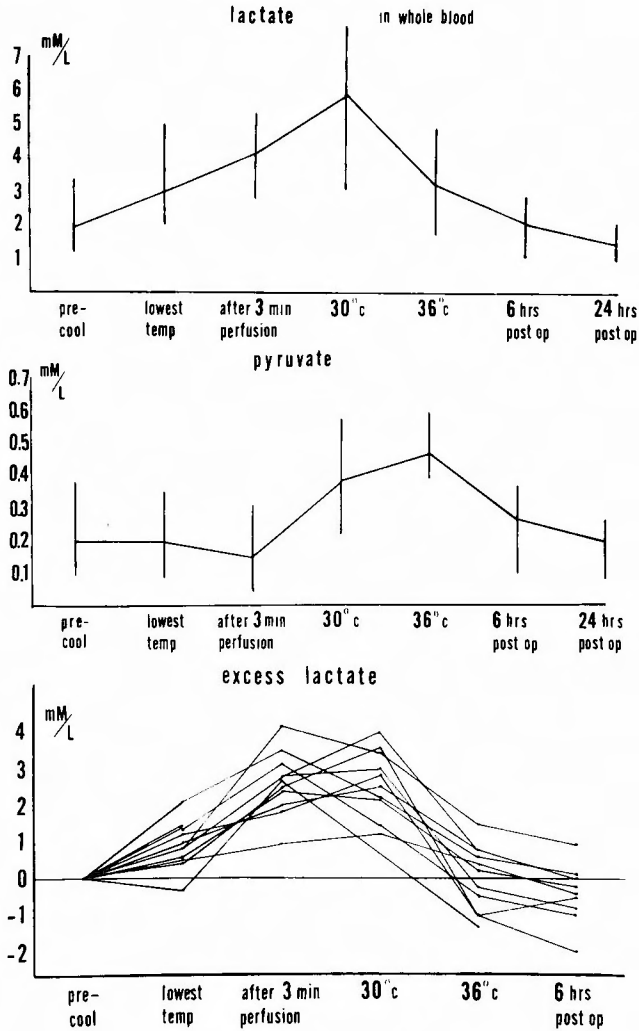 lactate in whole blood
mM/L
7
6
5
4
3
2
1
pre-cool lowest temp after 3 min perfusion 30°c 36°c 6 hrs post op 24 hrs post op
pyruvate
mM/L
0.7
0.6
0.5
0.4
0.3
0.2
0.1
pre-cool lowest temp after 3 min perfusion 30°c 36°c 6 hrs post op 24 hrs post op
excess lactate
mM/L
4
3
2
1
0
-1
-2
pre-cool lowest temp after 3 min perfusion 30°c 36°c 6 hrs post op